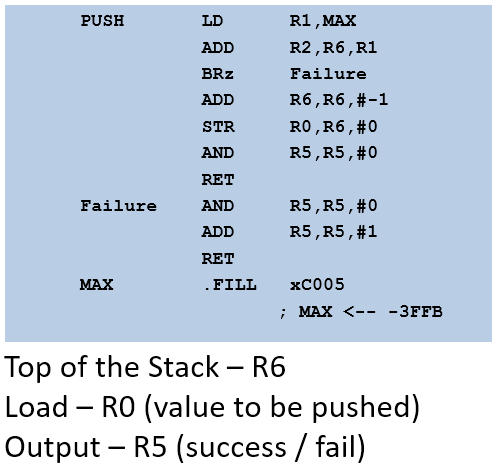 PUSH LD R1,MAX
ADD R2,R6,R1
BRz Failure
ADD R6,R6,#-1
STR R0,R6,#0
AND R5,R5,#0
RET
Failure AND R5,R5,#0
ADD R5,R5,#1
RET
MAX .FILL xC005
; MAX <-- -3FFB
Top of the Stack – R6
Load – R0 (value to be pushed)
Output – R5 (success / fail)